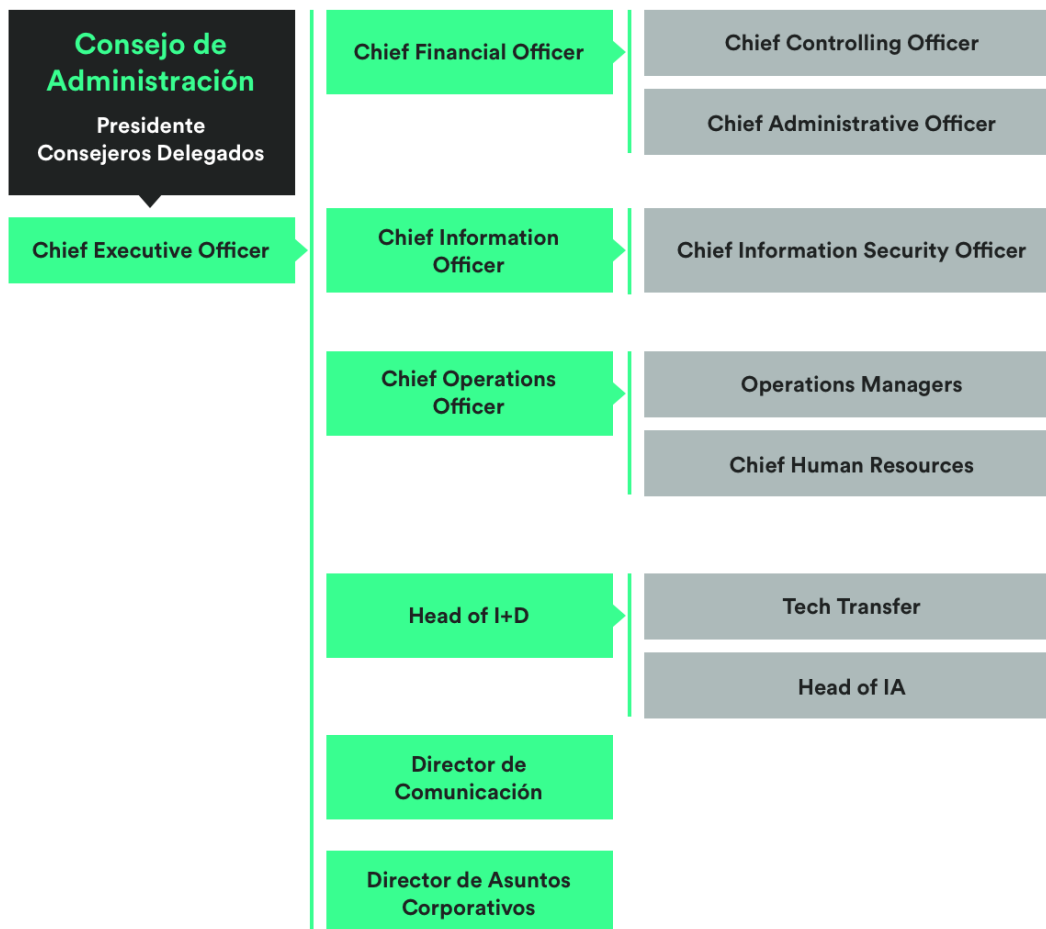 Consejo de
Administración
Presidente
Consejeros Delegados
Chief Executive Officer
Chief Financial Officer
Chief Controlling Officer
Chief Administrative Officer
Chief Information
Officer
Chief Information Security Officer
Chief Operations
Officer
Operations Managers
Chief Human Resources
Head of I+D
Tech Transfer
Head of IA
Director de
Comunicación
Director de Asuntos
Corporativos